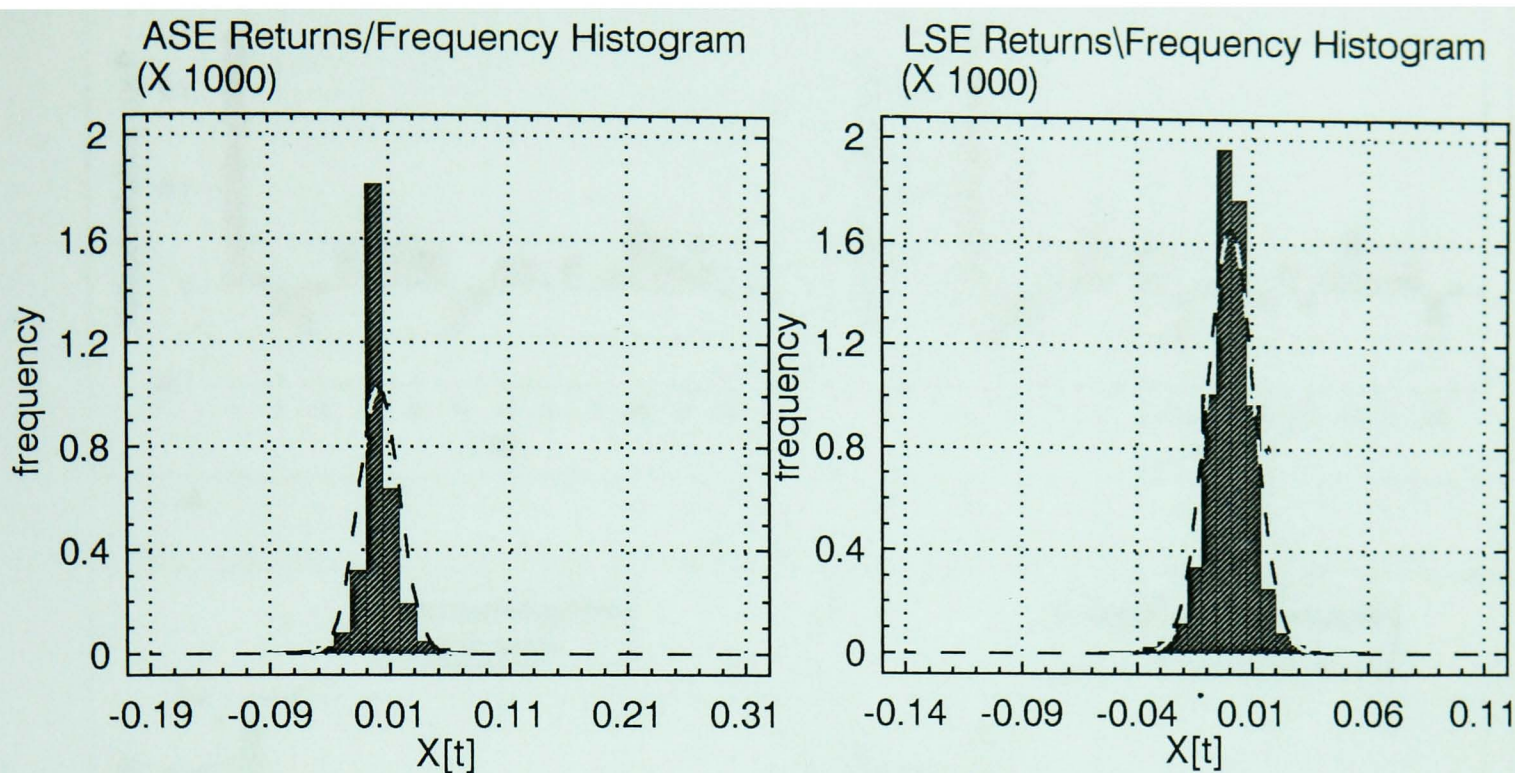 ASE Returns/Frequency Histogram
(X 1000)
frequency
2
1.6
1.2
0.8
0.4
0
-0.19 -0.09 0.01 0.11 0.21 0.31
X[t]
LSE Returns\Frequency Histogram
(X 1000)
frequency
2
1.6
1.2
0.8
0.4
0
-0.14 -0.09 -0.04 0.01 0.06 0.11
X[t]